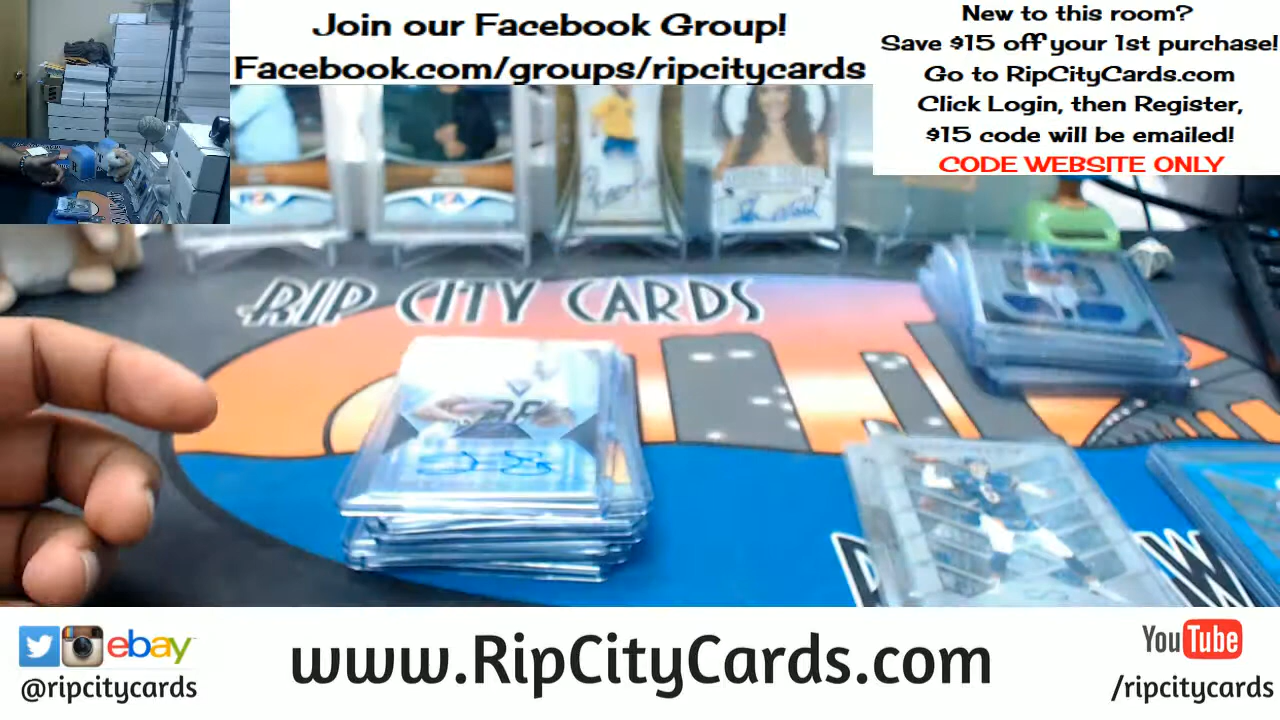 Join our Facebook Group!
Facebook.com/groups/ripcitycards
New to this room?
Save $15 off your 1st purchase!
Go to RipCityCards.com
Click Login, then Register,
$15 code will be emailed!
CODE WEBSITE ONLY
RIP CITY CARDS
ebay
@ripcitycards
www.RipCityCards.com
YouTube
/ripcitycards